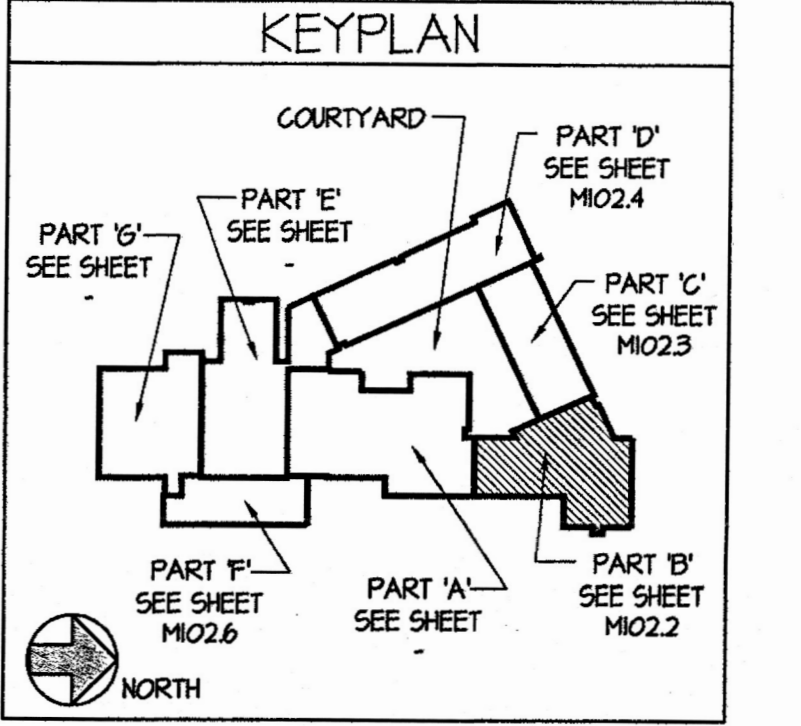 KEYPLAN
COURTYARD
PART 'D'
SEE SHEET
M102.4
PART 'E'
SEE SHEET
-
PART 'G'
SEE SHEET
-
PART 'C'
SEE SHEET
M102.3
PART 'F'
SEE SHEET
M102.6
PART 'A'
SEE SHEET
-
PART 'B'
SEE SHEET
M102.2
NORTH